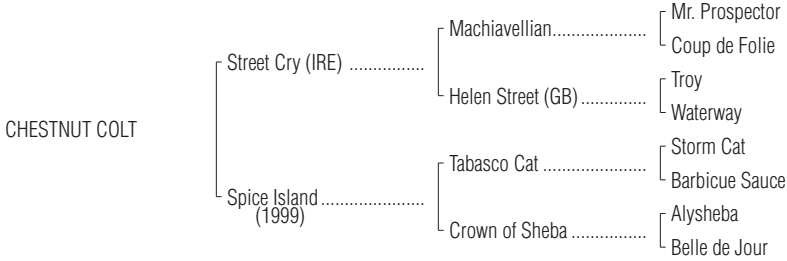 Mr. Prospector
Machiavellian....................
Coup de Folie
Street Cry (IRE) ................
Troy
Helen Street (GB) ..............
Waterway
CHESTNUT COLT
Storm Cat
Tabasco Cat ......................
Barbicue Sauce
Spice Island ......................
(1999)
Alysheba
Crown of Sheba ................
Belle de Jour